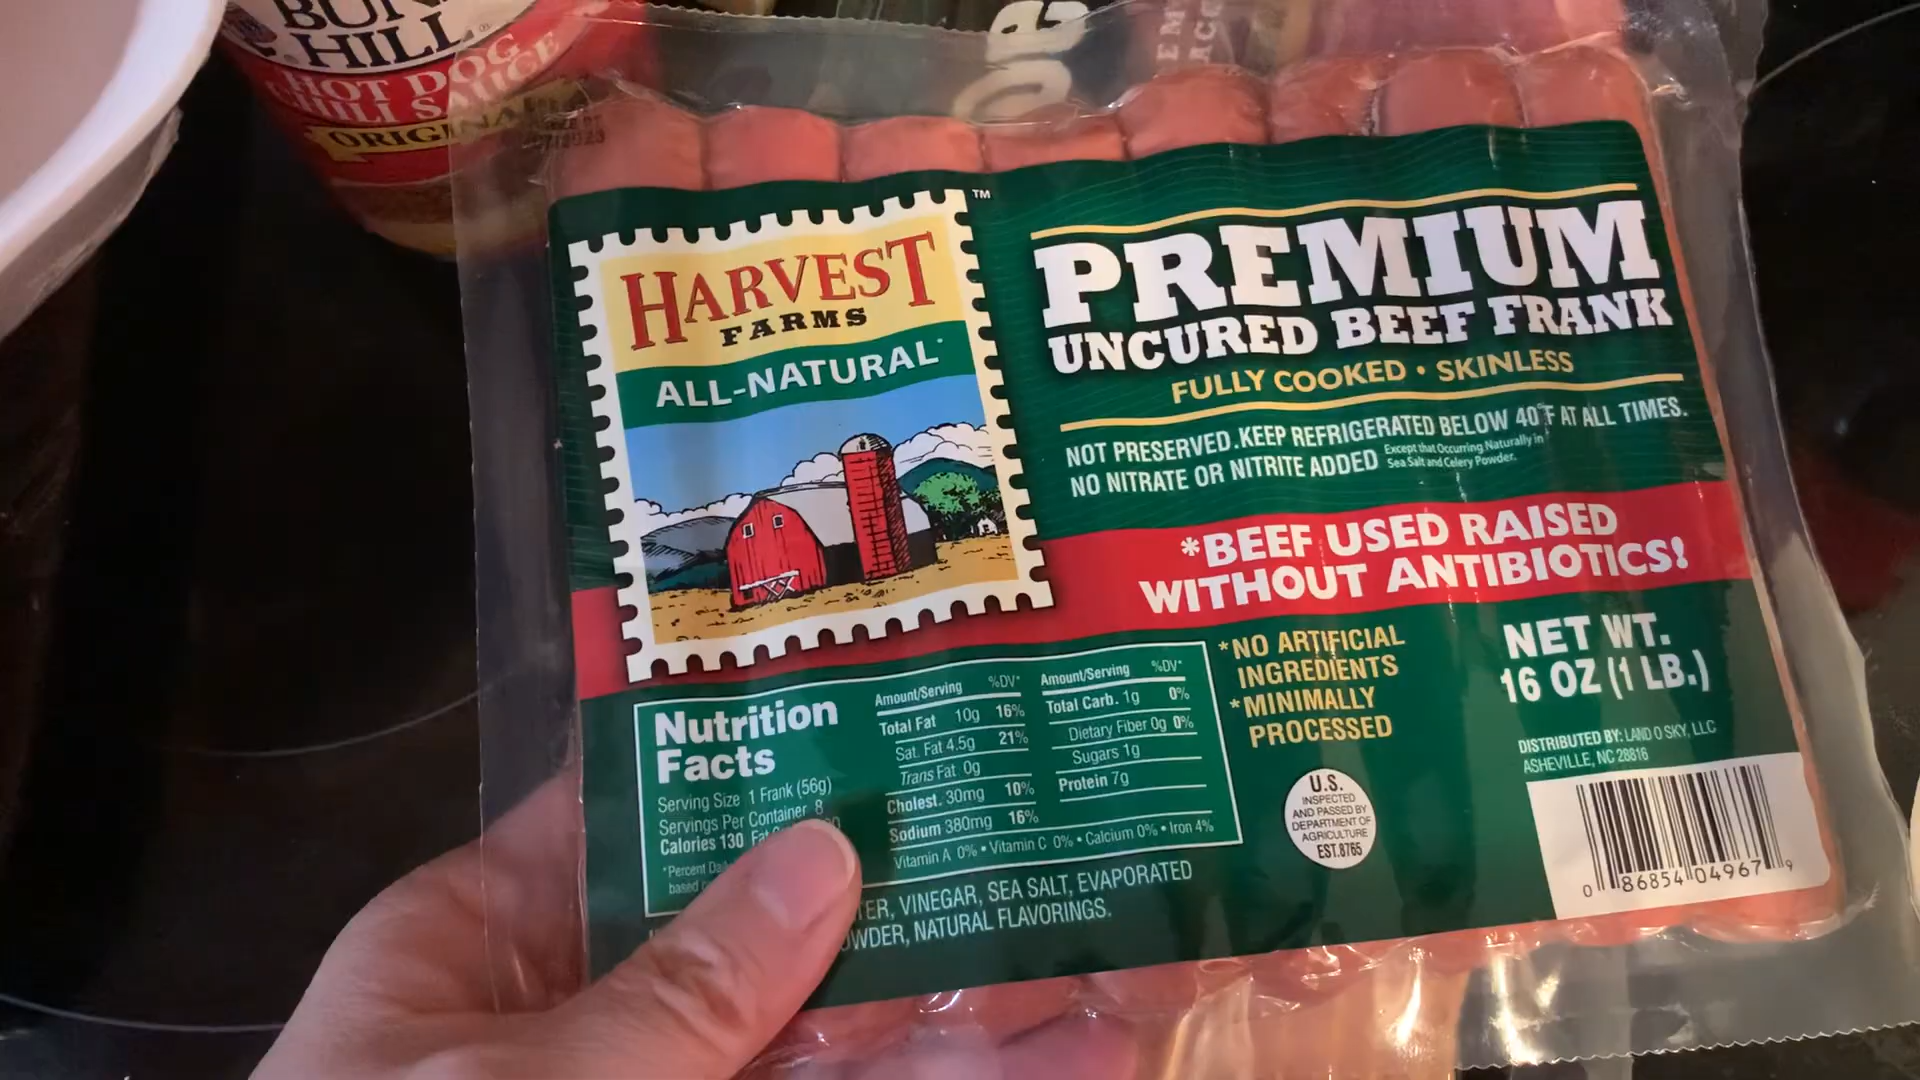 BUN
HILL
HOT DOG
CHILI SAUCE
ORIGINAL
HARVEST
FARMS
ALL-NATURAL*
™
PREMIUM
UNCURED BEEF FRANK
FULLY COOKED • SKINLESS
NOT PRESERVED. KEEP REFRIGERATED BELOW 40°F AT ALL TIMES.
NO NITRATE OR NITRITE ADDED Except that Occurring Naturally in
Sea Salt and Celery Powder.
*BEEF USED RAISED
WITHOUT ANTIBIOTICS!
Nutrition
Facts
Serving Size 1 Frank (56g)
Servings Per Container 8
Calories 130 Fat
*Percent
based
Amount/Serving %DV*
Total Fat 10g 16%
Sat. Fat 4.5g 21%
Trans Fat 0g
Cholest. 30mg 10%
Sodium 380mg 16%
Amount/Serving %DV*
Total Carb. 1g 0%
Dietary Fiber 0g 0%
Sugars 1g
Protein 7g
Vitamin A 0% • Vitamin C 0% • Calcium 0% • Iron 4%
TER, VINEGAR, SEA SALT, EVAPORATED
OWDER, NATURAL FLAVORINGS.
*NO ARTIFICIAL
INGREDIENTS
*MINIMALLY
PROCESSED
U.S.
INSPECTED
AND PASSED BY
DEPARTMENT OF
AGRICULTURE
EST.8765
NET WT.
16 OZ (1 LB.)
DISTRIBUTED BY: LAND O SKY, LLC
ASHEVILLE, NC 28816
0 86854 04967 9